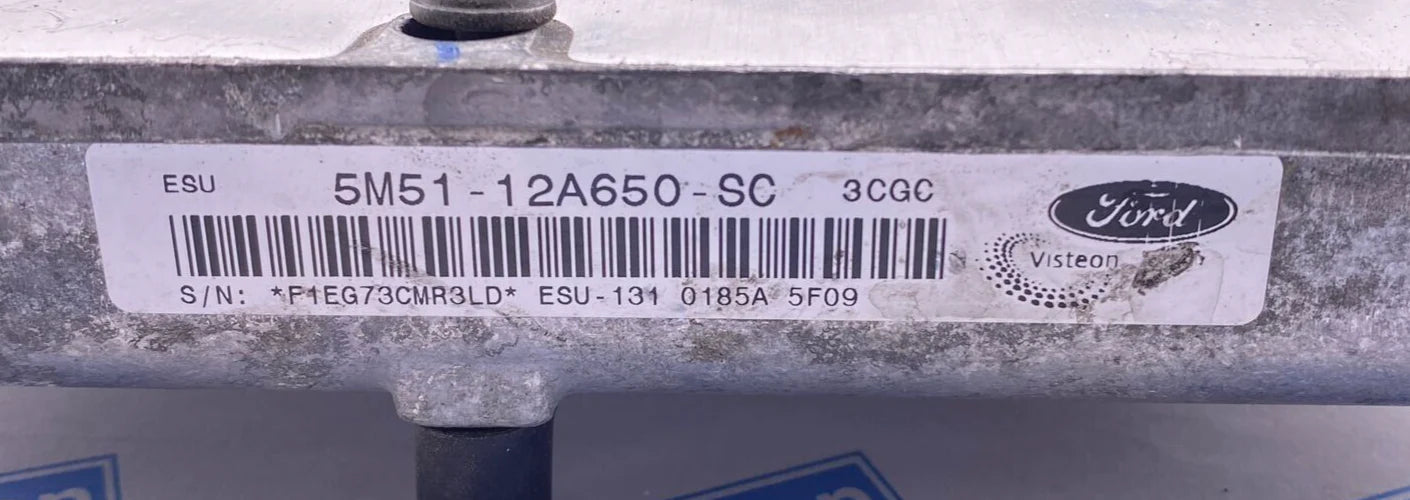 ESU 5M51-12A650-SC 3CGC
Ford
Visteon
S/N: *F1EG73CMR3LD* ESU-131 0185A 5F09